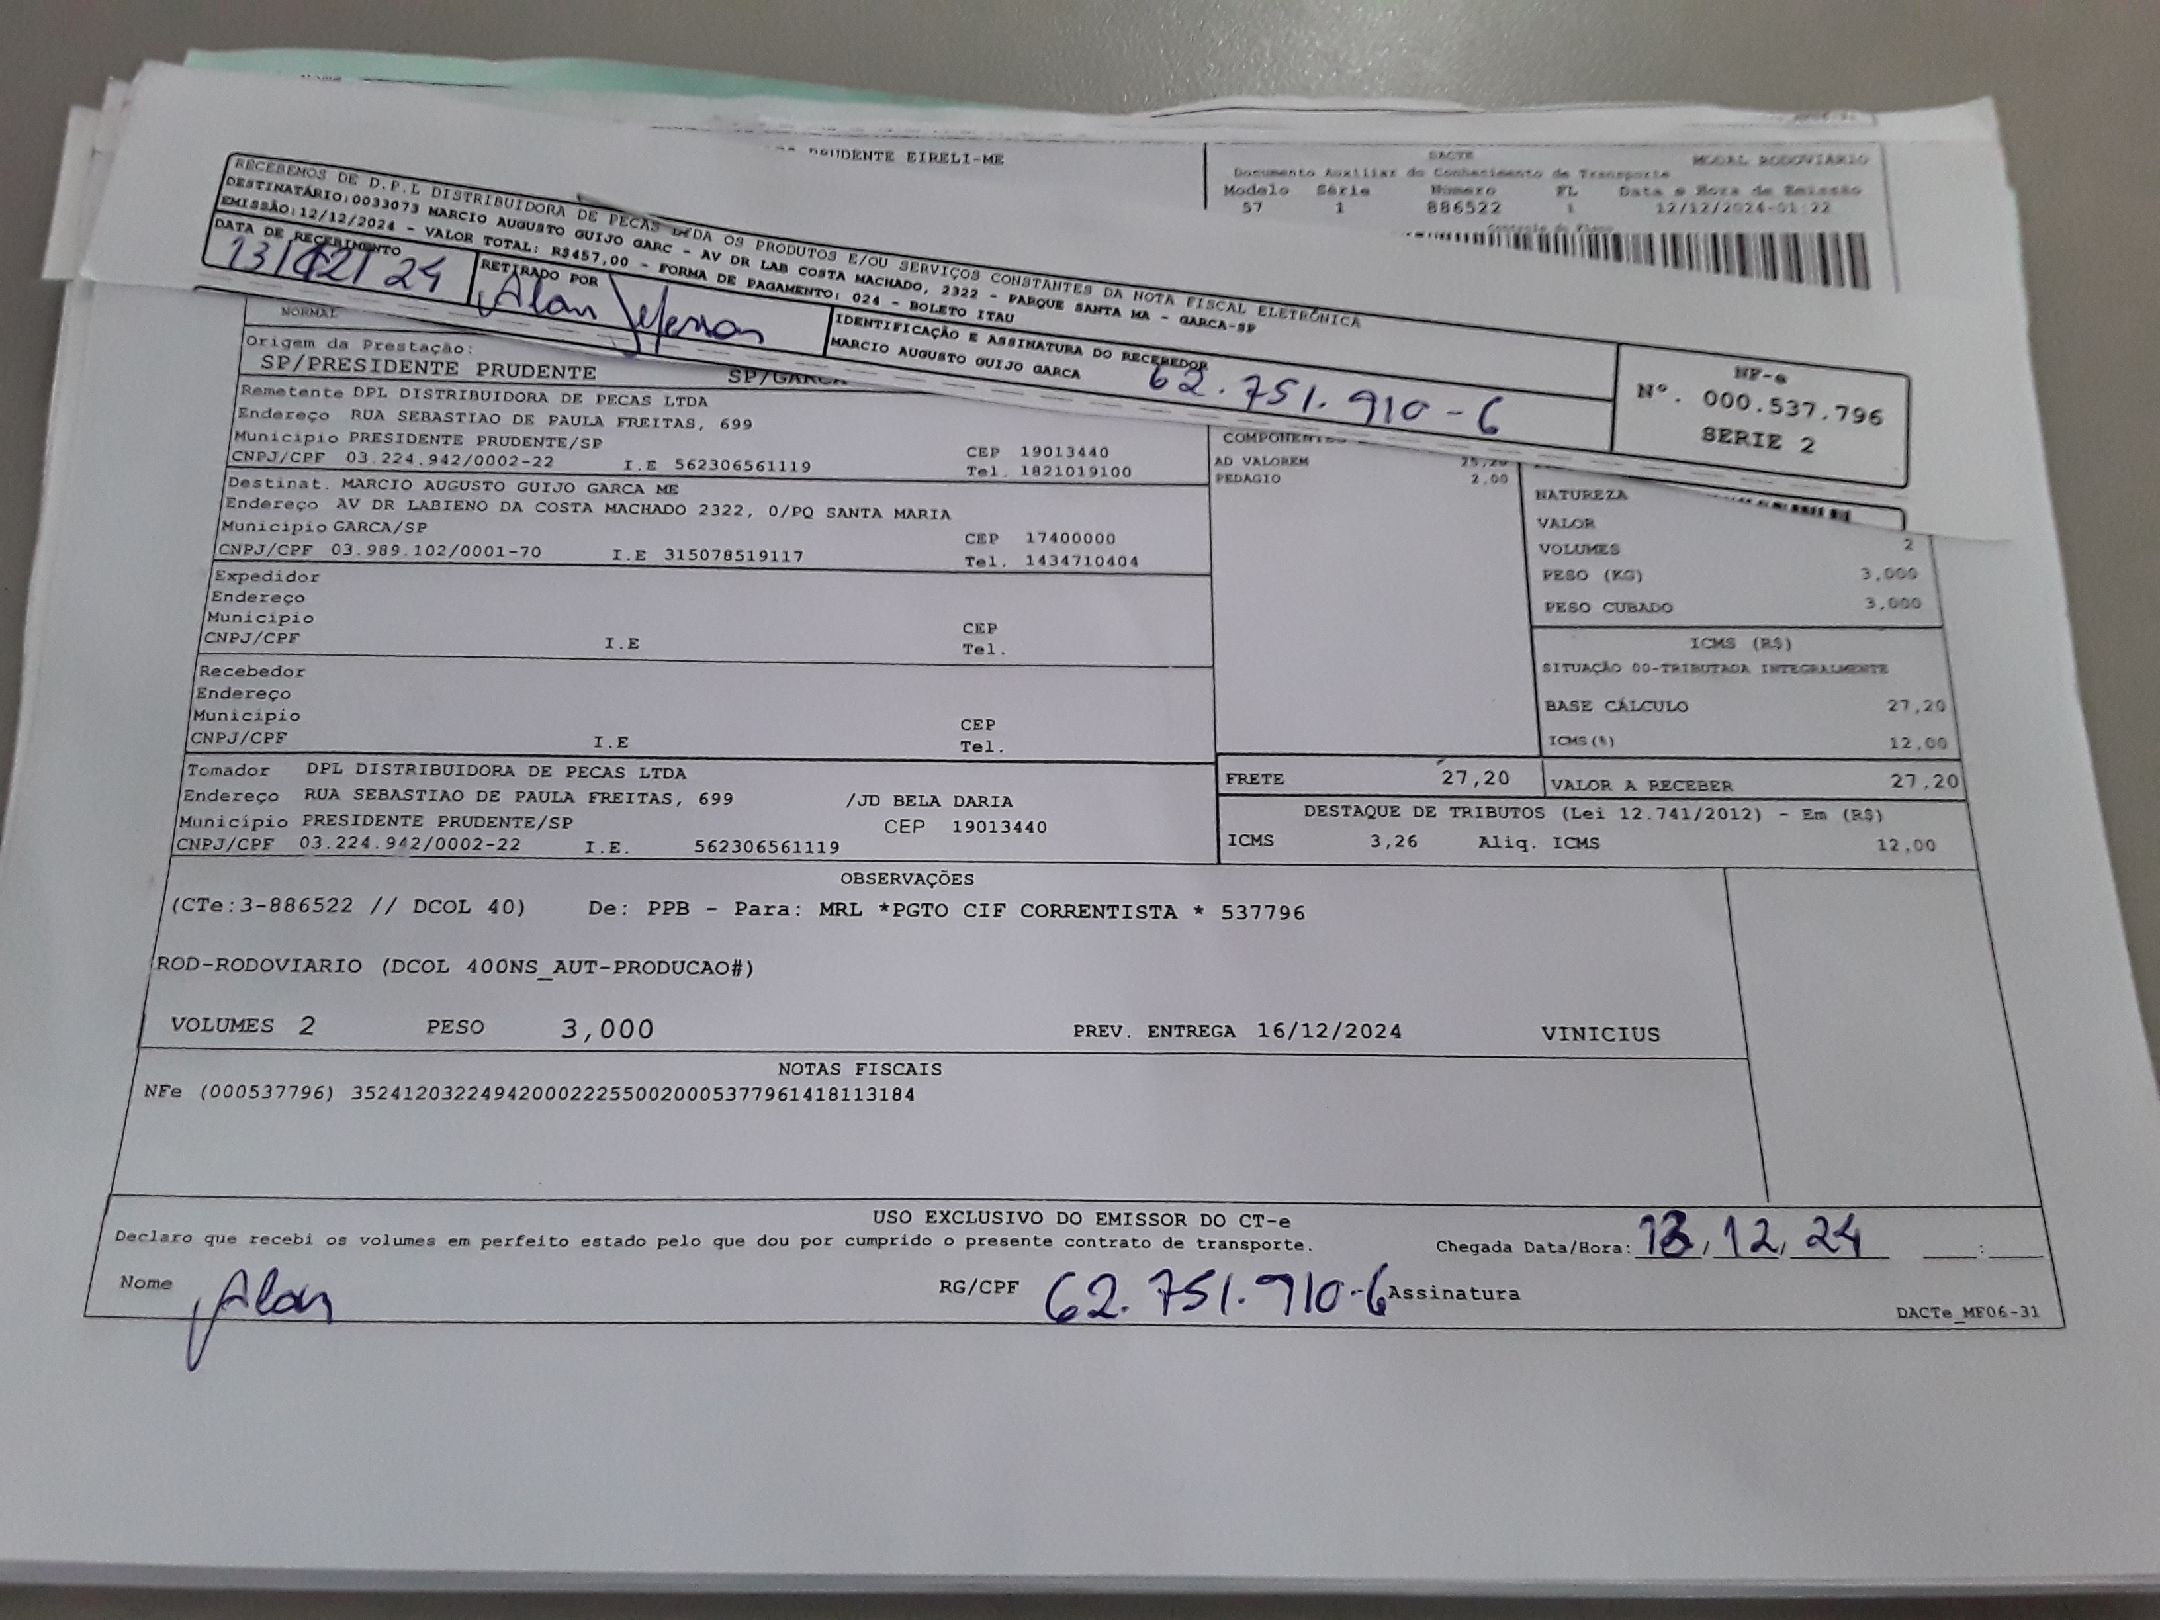 RUDENTE EIRELI-ME
DACTE
MODAL RODOVIARIO
Documento Auxiliar do Conhecimento de Transporte
Modelo Série Número FL Data e Hora de Emissão
57 1 886522 1 12/12/2024-01:22
RECEBEMOS DE D.P.L DISTRIBUIDORA DE PECAS LTDA OS PRODUTOS E/OU SERVIÇOS CONSTANTES DA NOTA FISCAL ELETRÔNICA
DESTINATÁRIO:0033073 MARCIO AUGUSTO GUIJO GARC - AV DR LAB COSTA MACHADO, 2322 - PARQUE SANTA MA - GARCA-SP
EMISSÃO:12/12/2024 - VALOR TOTAL: R$457,00 - FORMA DE PAGAMENTO: 024 - BOLETO ITAU
DATA DE RECEBIMENTO
13/12/24
RETIRADO POR
Alan Jeferson
IDENTIFICAÇÃO E ASSINATURA DO RECEBEDOR
MARCIO AUGUSTO GUIJO GARCA
62.751.910-6
NF-e
Nº. 000.537.796
SERIE 2
NORMAL
Origem da Prestação:
SP/PRESIDENTE PRUDENTE SP/GARCA
Remetente DPL DISTRIBUIDORA DE PECAS LTDA
Endereço RUA SEBASTIAO DE PAULA FREITAS, 699
Município PRESIDENTE PRUDENTE/SP CEP 19013440
CNPJ/CPF 03.224.942/0002-22 I.E 562306561119 Tel. 1821019100
Destinat. MARCIO AUGUSTO GUIJO GARCA ME
Endereço AV DR LABIENO DA COSTA MACHADO 2322, 0/PQ SANTA MARIA
Município GARCA/SP CEP 17400000
CNPJ/CPF 03.989.102/0001-70 I.E 315078519117 Tel. 1434710404
Expedidor
Endereço
Município CEP
CNPJ/CPF I.E Tel.
Recebedor
Endereço
Município CEP
CNPJ/CPF I.E Tel.
Tomador DPL DISTRIBUIDORA DE PECAS LTDA
Endereço RUA SEBASTIAO DE PAULA FREITAS, 699 /JD BELA DARIA
Município PRESIDENTE PRUDENTE/SP CEP 19013440
CNPJ/CPF 03.224.942/0002-22 I.E. 562306561119
COMPONENTES
AD VALOREM 25,20
PEDAGIO 2,00
NATUREZA
VALOR
VOLUMES 2
PESO (KG) 3,000
PESO CUBADO 3,000
ICMS (R$)
SITUAÇÃO 00-TRIBUTADA INTEGRALMENTE
BASE CÁLCULO 27,20
ICMS(%) 12,00
FRETE 27,20 VALOR A RECEBER 27,20
DESTAQUE DE TRIBUTOS (Lei 12.741/2012) - Em (R$)
ICMS 3,26 Aliq. ICMS 12,00
OBSERVAÇÕES
(CTe:3-886522 // DCOL 40) De: PPB - Para: MRL *PGTO CIF CORRENTISTA * 537796
ROD-RODOVIARIO (DCOL 400NS_AUT-PRODUCAO#)
VOLUMES 2 PESO 3,000 PREV. ENTREGA 16/12/2024 VINICIUS
NOTAS FISCAIS
NFe (000537796) 35241203224942000222550020005377961418113184
USO EXCLUSIVO DO EMISSOR DO CT-e
Declaro que recebi os volumes em perfeito estado pelo que dou por cumprido o presente contrato de transporte. Chegada Data/Hora: 13/12/24 :
Nome Alan RG/CPF 62.751.910-6 Assinatura
DACTe_MF06-31